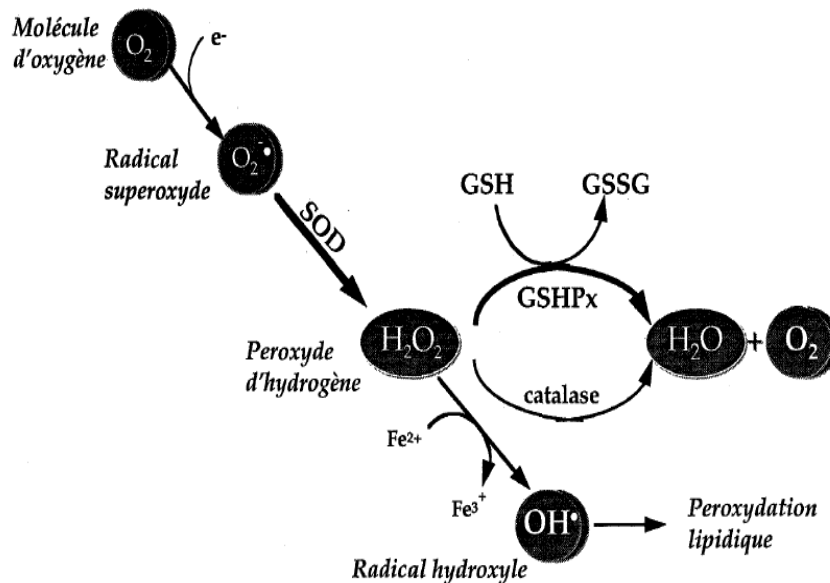 Molécule
d'oxygène
O₂
e-
Radical
superoxyde
O₂⁻•
SOD
GSH
GSSG
GSHPx
Peroxyde
d'hydrogène
H₂O₂
H₂O + O₂
catalase
Fe²⁺
Fe³⁺
OH•
Peroxydation
lipidique
Radical hydroxyle